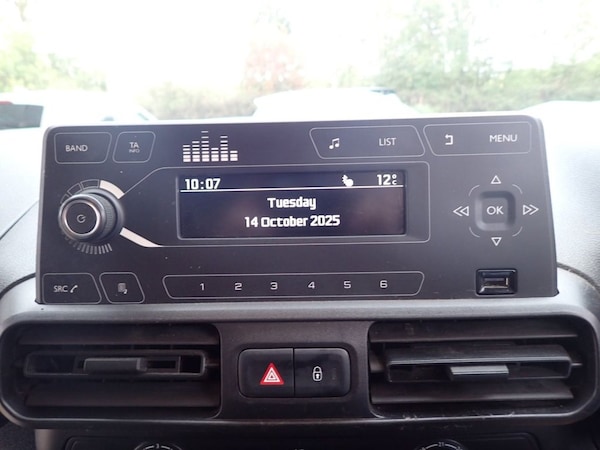 BAND
TA
INFO
LIST
MENU
10:07
12°C
Tuesday
14 October 2025
OK
SRC
1 2 3 4 5 6